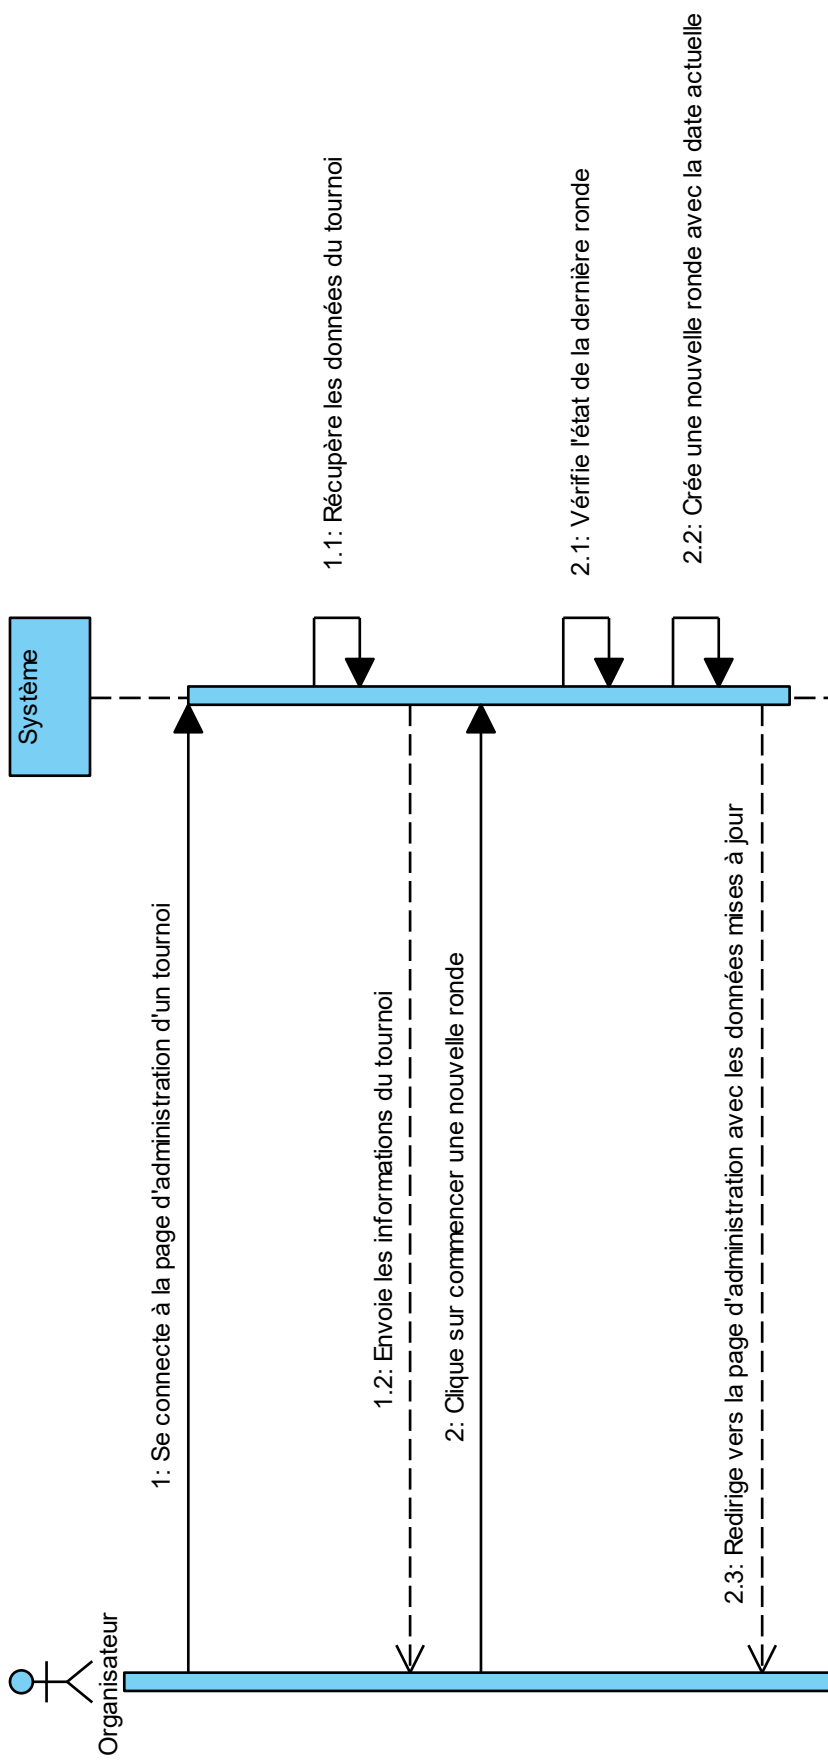 Organisateur
Système
1: Se connecte à la page d'administration d'un tournoi
1.1: Récupère les données du tournoi
1.2: Envoie les informations du tournoi
2: Clique sur commencer une nouvelle ronde
2.1: Vérifie l'état de la dernière ronde
2.2: Crée une nouvelle ronde avec la date actuelle
2.3: Redirige vers la page d'administration avec les données mises à jour